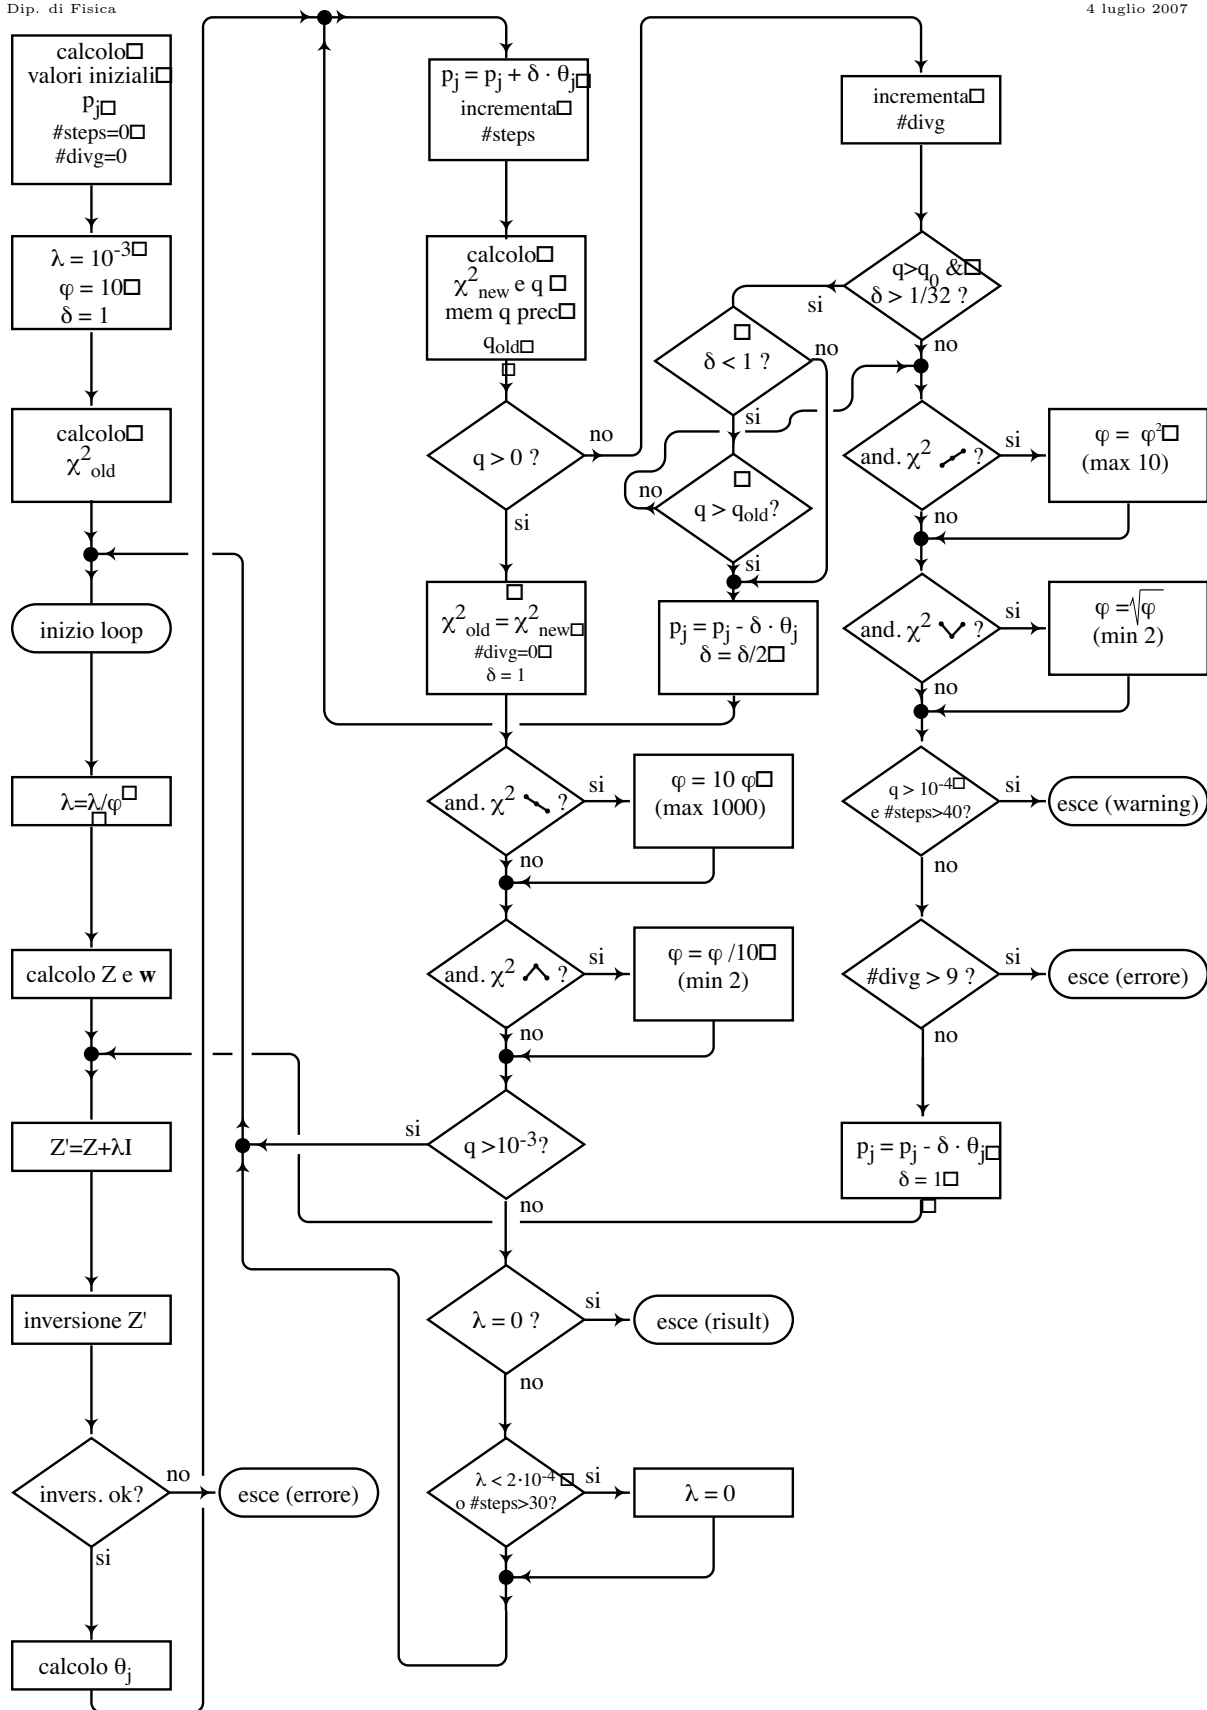 Dip. di Fisica
4 luglio 2007
calcolo□
valori iniziali□
pj□
#steps=0□
#divg=0
λ = 10⁻³□
φ = 10□
δ = 1
calcolo□
χ²old
inizio loop
λ=λ/φ□
□
calcolo Z e w
Z'=Z+λI
inversione Z'
invers. ok?
no
esce (errore)
si
calcolo θj
pj = pj + δ · θj□
incrementa□
#steps
calcolo□
χ²new e q □
mem q prec□
qold□
□
q > 0 ?
no
si
□
χ²old = χ²new□
#divg=0□
δ = 1
and. χ² ?
si
φ = 10 φ□
(max 1000)
no
and. χ² ?
si
φ = φ /10□
(min 2)
no
q >10⁻³?
si
no
λ = 0 ?
si
esce (risult)
no
λ < 2·10⁻⁴ □
o #steps>30?
si
λ = 0
incrementa□
#divg
q>q₀ &□
δ > 1/32 ?
si
no
□
δ < 1 ?
no
si
□
q > qold?
no
si
pj = pj - δ · θj
δ = δ/2□
and. χ² ?
si
φ = φ²□
(max 10)
no
and. χ² ?
si
φ =√φ
(min 2)
no
q > 10⁻⁴□
e #steps>40?
si
esce (warning)
no
#divg > 9 ?
si
esce (errore)
no
pj = pj - δ · θj□
δ = 1□
□